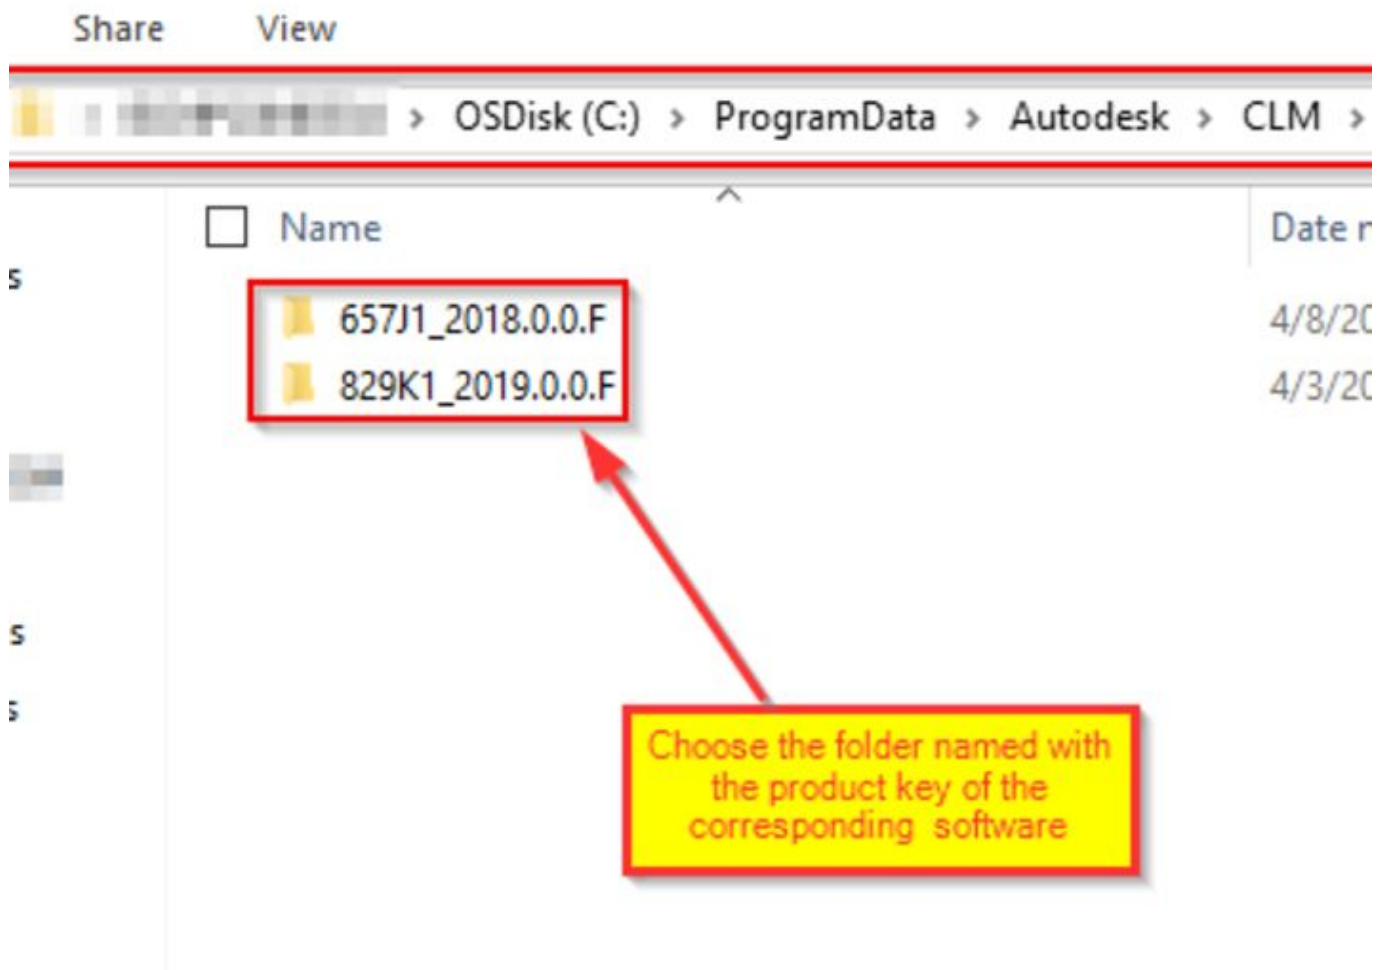 Share View
> OSDisk (C:) > ProgramData > Autodesk > CLM >
Name Date
s
657J1_2018.0.0.F 4/8/20
829K1_2019.0.0.F 4/3/20
s
s
Choose the folder named with
the product key of the
corresponding software